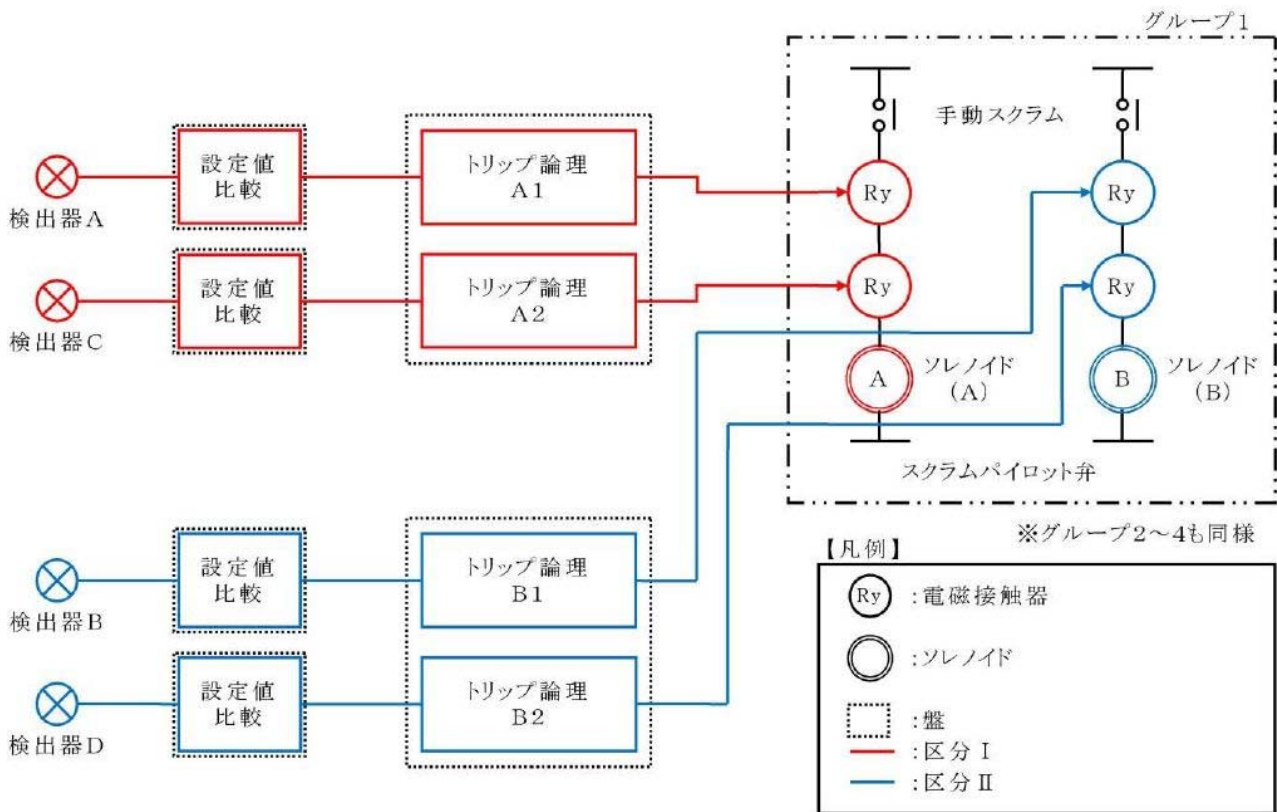 グループ1
手動スクラム
設定値
比較
トリップ論理
A1
検出器A
Ry
Ry
設定値
比較
トリップ論理
A2
検出器C
Ry
Ry
A
ソレノイド
(A)
B
ソレノイド
(B)
スクラムパイロット弁
※グループ2～4も同様
設定値
比較
トリップ論理
B1
検出器B
設定値
比較
トリップ論理
B2
検出器D
【凡例】
Ry :電磁接触器
:ソレノイド
:盤
:区分Ⅰ
:区分Ⅱ